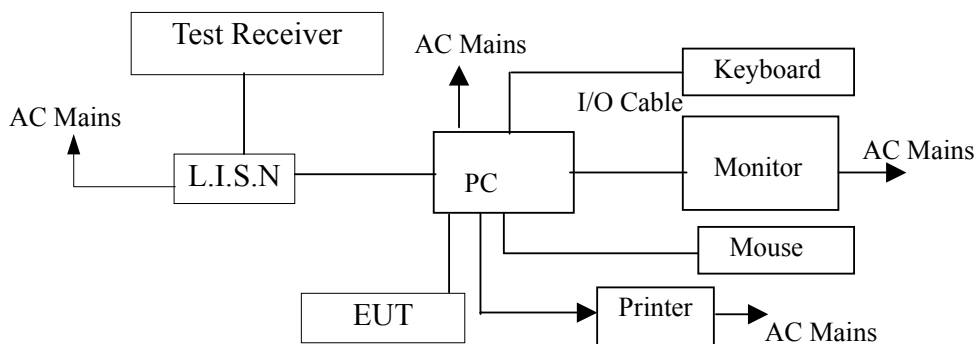 Test Receiver
AC Mains
Keyboard
I/O Cable
AC Mains
L.I.S.N
PC
Monitor
AC Mains
Mouse
EUT
Printer
AC Mains